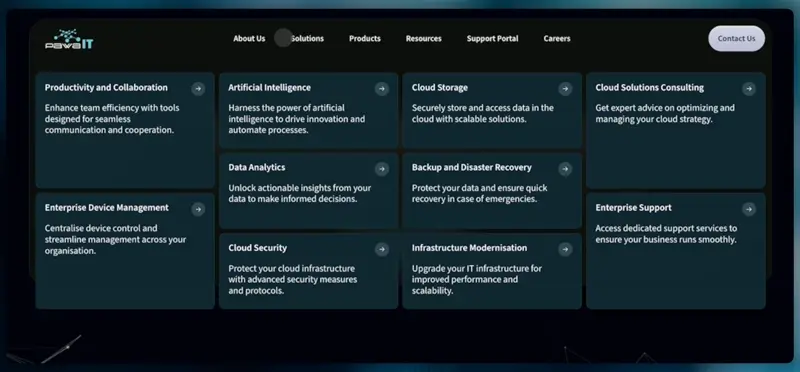 pawa IT
About Us
Solutions
Products
Resources
Support Portal
Careers
Contact Us
Productivity and Collaboration
Enhance team efficiency with tools
designed for seamless
communication and cooperation.
Artificial Intelligence
Harness the power of artificial
intelligence to drive innovation and
automate processes.
Cloud Storage
Securely store and access data in the
cloud with scalable solutions.
Cloud Solutions Consulting
Get expert advice on optimizing and
managing your cloud strategy.
Data Analytics
Unlock actionable insights from your
data to make informed decisions.
Backup and Disaster Recovery
Protect your data and ensure quick
recovery in case of emergencies.
Enterprise Device Management
Centralise device control and
streamline management across your
organisation.
Enterprise Support
Access dedicated support services to
ensure your business runs smoothly.
Cloud Security
Protect your cloud infrastructure
with advanced security measures
and protocols.
Infrastructure Modernisation
Upgrade your IT infrastructure for
improved performance and
scalability.